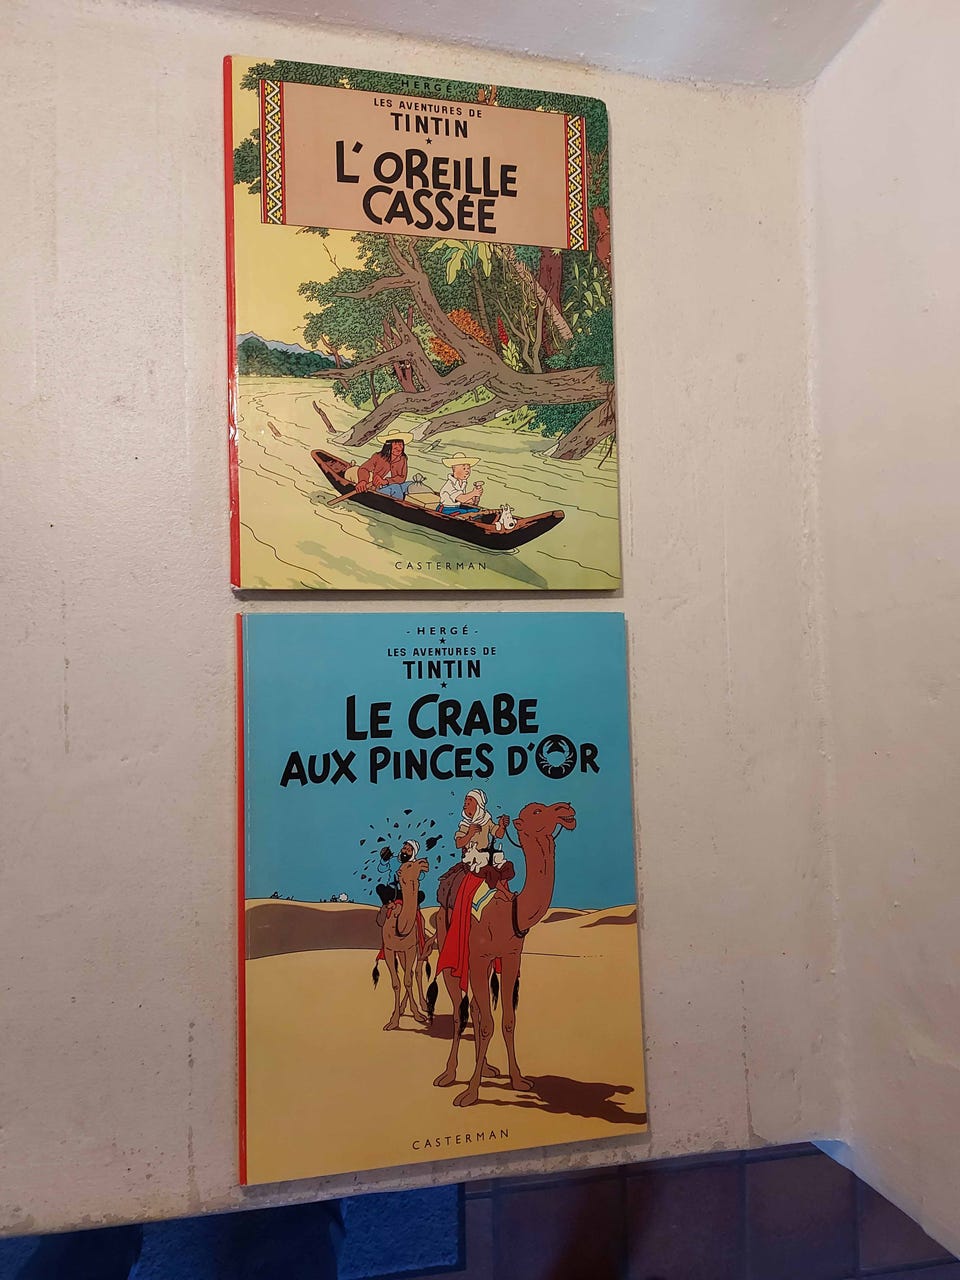 HERGÉ
LES AVENTURES DE
TINTIN
L'OREILLE
CASSÉE
CASTERMAN
- HERGÉ -
LES AVENTURES DE
TINTIN
LE CRABE
AUX PINCES D'OR
CASTERMAN